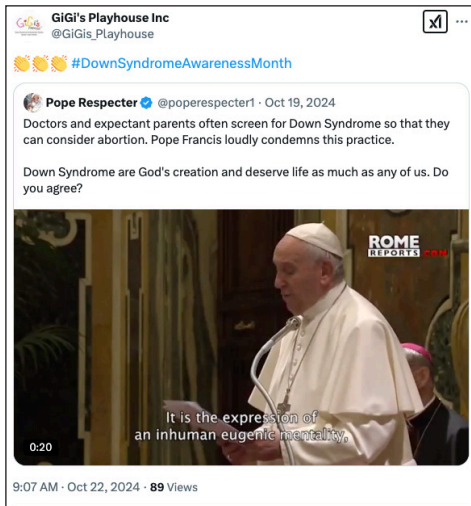 GiGi's Playhouse Inc
@GiGis_Playhouse
👏👏👏 #DownSyndromeAwarenessMonth
Pope Respecter @poperespecter1 · Oct 19, 2024
Doctors and expectant parents often screen for Down Syndrome so that they
can consider abortion. Pope Francis loudly condemns this practice.
Down Syndrome are God's creation and deserve life as much as any of us. Do
you agree?
ROME
REPORTS.COM
It is the expression of
an inhuman eugenic mentality,
0:20
9:07 AM · Oct 22, 2024 · 89 Views